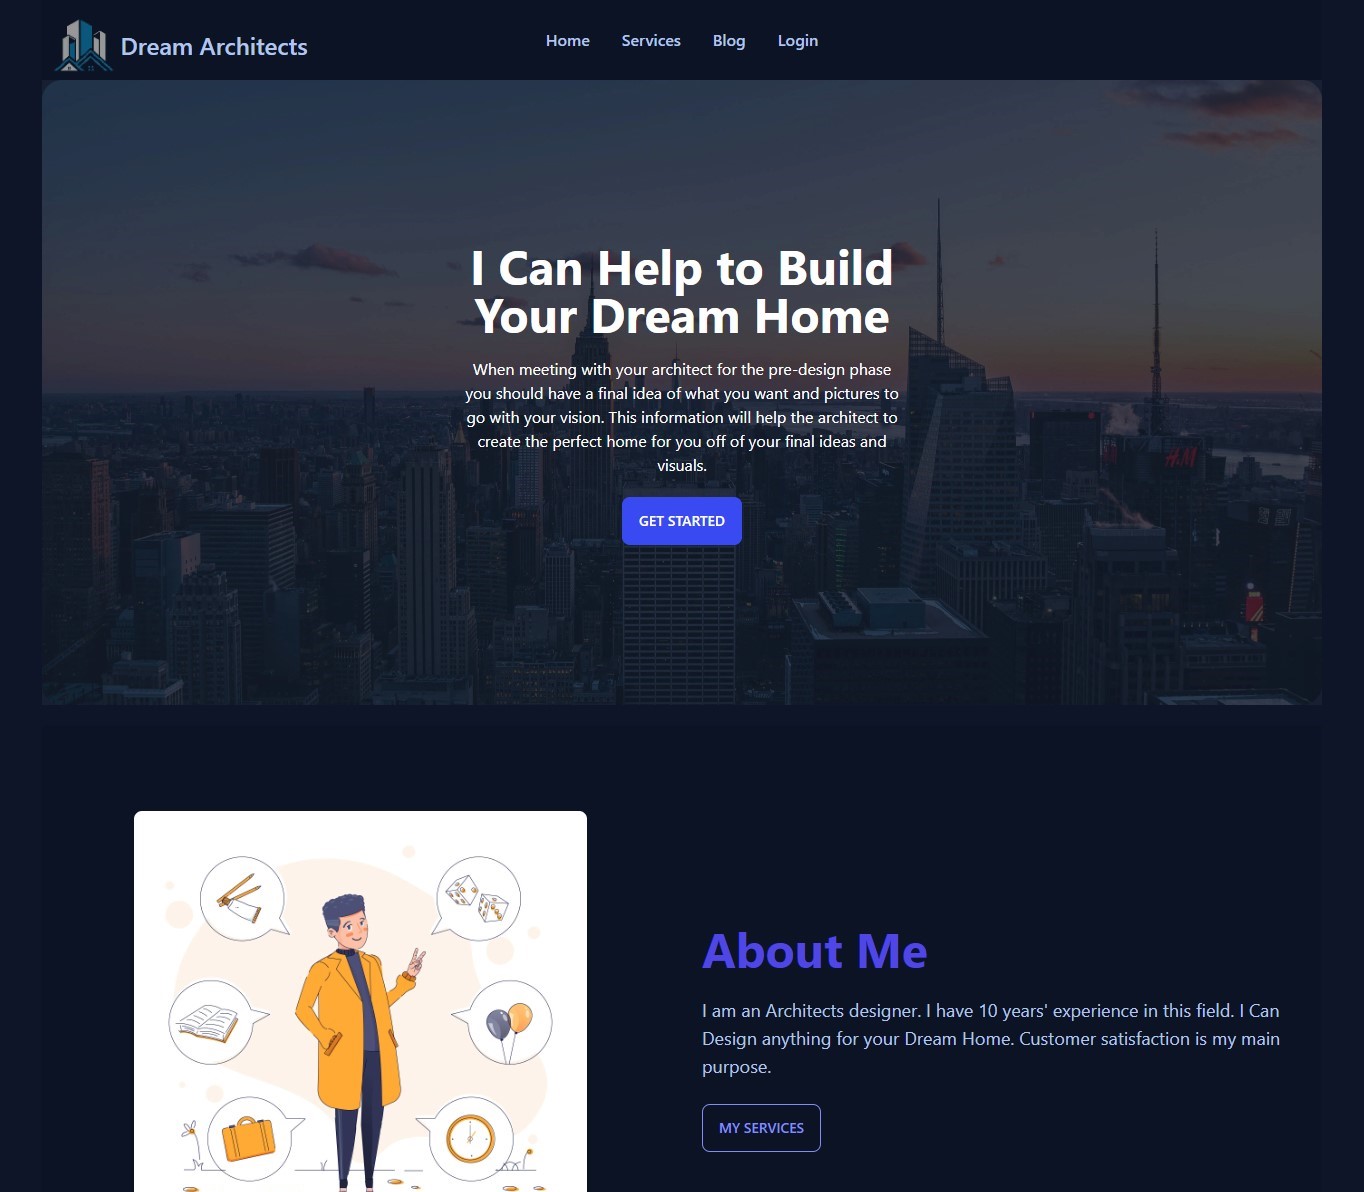 Dream Architects
Home Services Blog Login
I Can Help to Build
Your Dream Home
When meeting with your architect for the pre-design phase
you should have a final idea of what you want and pictures to
go with your vision. This information will help the architect to
create the perfect home for you off of your final ideas and
visuals.
H&M
GET STARTED
About Me
I am an Architects designer. I have 10 years' experience in this field. I Can
Design anything for your Dream Home. Customer satisfaction is my main
purpose.
MY SERVICES